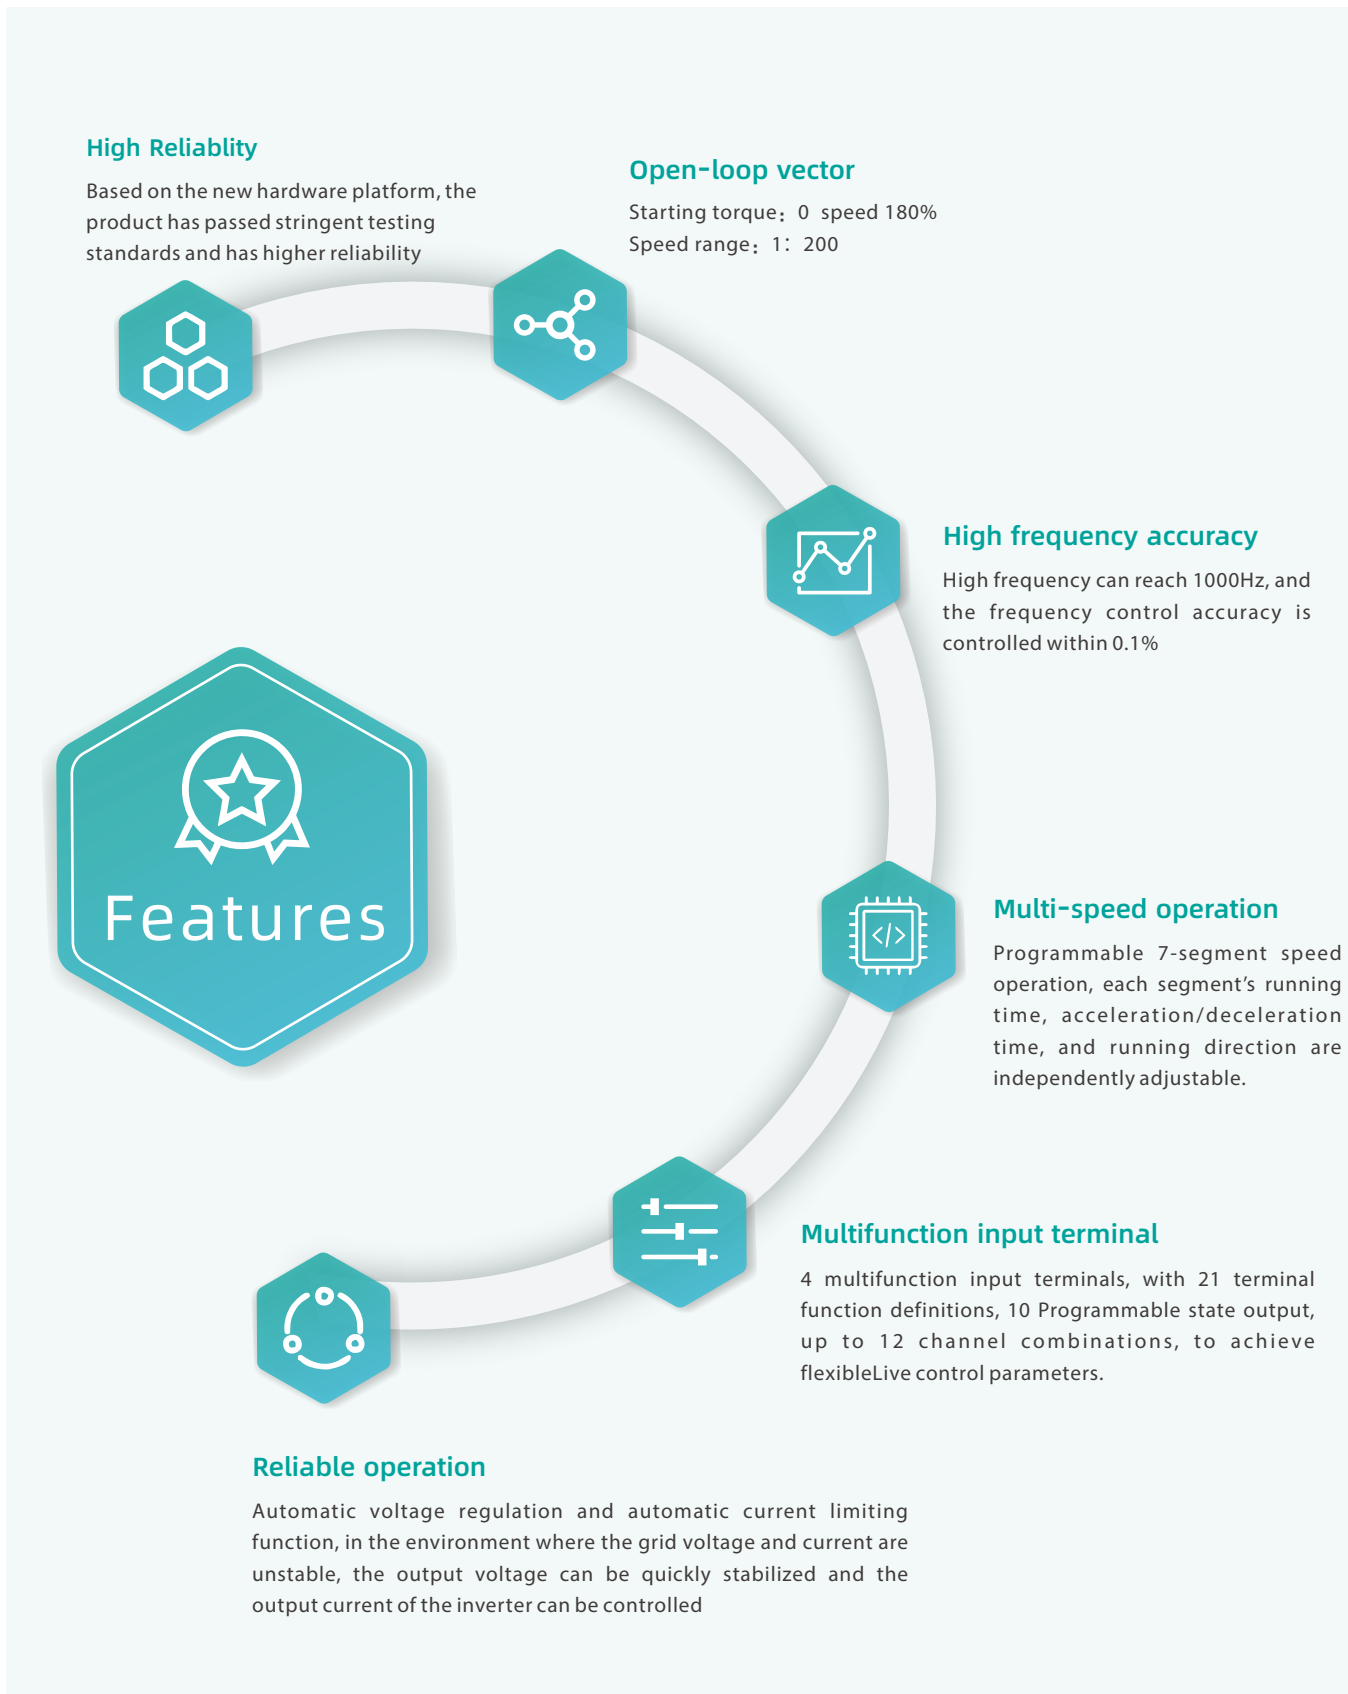 High Reliablity
Based on the new hardware platform, the
product has passed stringent testing
standards and has higher reliability
Open-loop vector
Starting torque：0 speed 180%
Speed range：1：200
High frequency accuracy
High frequency can reach 1000Hz, and
the frequency control accuracy is
controlled within 0.1%
Features
</>
Multi-speed operation
Programmable 7-segment speed
operation, each segment’s running
time, acceleration/deceleration
time, and running direction are
independently adjustable.
Multifunction input terminal
4 multifunction input terminals, with 21 terminal
function definitions, 10 Programmable state output,
up to 12 channel combinations, to achieve
flexibleLive control parameters.
Reliable operation
Automatic voltage regulation and automatic current limiting
function, in the environment where the grid voltage and current are
unstable, the output voltage can be quickly stabilized and the
output current of the inverter can be controlled